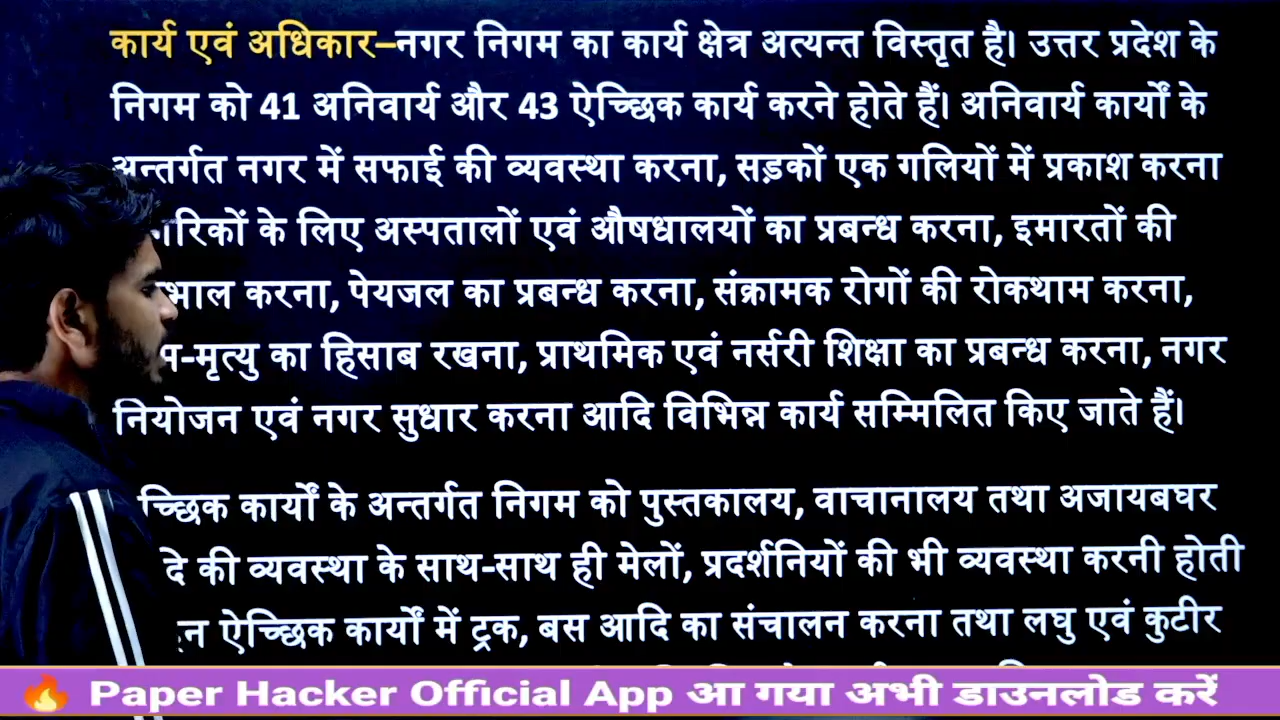 कार्य एवं अधिकार–नगर निगम का कार्य क्षेत्र अत्यन्त विस्तृत है। उत्तर प्रदेश के
निगम को 41 अनिवार्य और 43 ऐच्छिक कार्य करने होते हैं। अनिवार्य कार्यों के
अन्तर्गत नगर में सफाई की व्यवस्था करना, सड़कों एक गलियों में प्रकाश करना
के लिए अस्पतालों एवं औषधालयों का प्रबन्ध करना, इमारतों की
करना, पेयजल का प्रबन्ध करना, संक्रामक रोगों की रोकथाम करना,
-मृत्यु का हिसाब रखना, प्राथमिक एवं नर्सरी शिक्षा का प्रबन्ध करना, नगर
नियोजन एवं नगर सुधार करना आदि विभिन्न कार्य सम्मिलित किए जाते हैं।
कार्यों के अन्तर्गत निगम को पुस्तकालय, वाचानालय तथा अजायबघर
की व्यवस्था के साथ-साथ ही मेलों, प्रदर्शनियों की भी व्यवस्था करनी होती
ऐच्छिक कार्यों में ट्रक, बस आदि का संचालन करना तथा लघु एवं कुटीर
Paper Hacker Official App आ गया अभी डाउनलोड करें